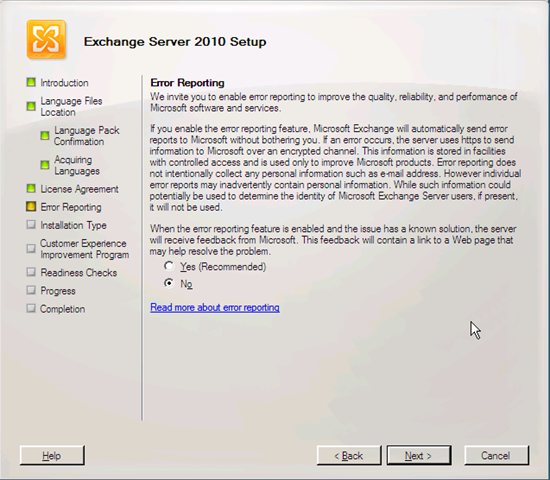 Exchange Server 2010 Setup
Introduction
Language Files
Location
Language Pack
Confirmation
Acquiring
Languages
License Agreement
Error Reporting
Installation Type
Customer Experience
Improvement Program
Readiness Checks
Progress
Completion
Error Reporting
We invite you to enable error reporting to improve the quality, reliability, and performance of
Microsoft software and services.
If you enable the error reporting feature, Microsoft Exchange will automatically send error
reports to Microsoft without bothering you. If an error occurs, the server uses https to send
information to Microsoft over an encrypted channel. This information is stored in facilities
with controlled access and is used only to improve Microsoft products. Error reporting does
not intentionally collect any personal information such as e-mail address. However individual
error reports may inadvertently contain personal information. While such information could
potentially be used to determine the identity of Microsoft Exchange Server users, if present,
it will not be used.
When the error reporting feature is enabled and the issue has a known solution, the server
will receive feedback from Microsoft. This feedback will contain a link to a Web page that
may help resolve the problem.
Yes (Recommended)
No
Read more about error reporting
Help
< Back
Next >
Cancel